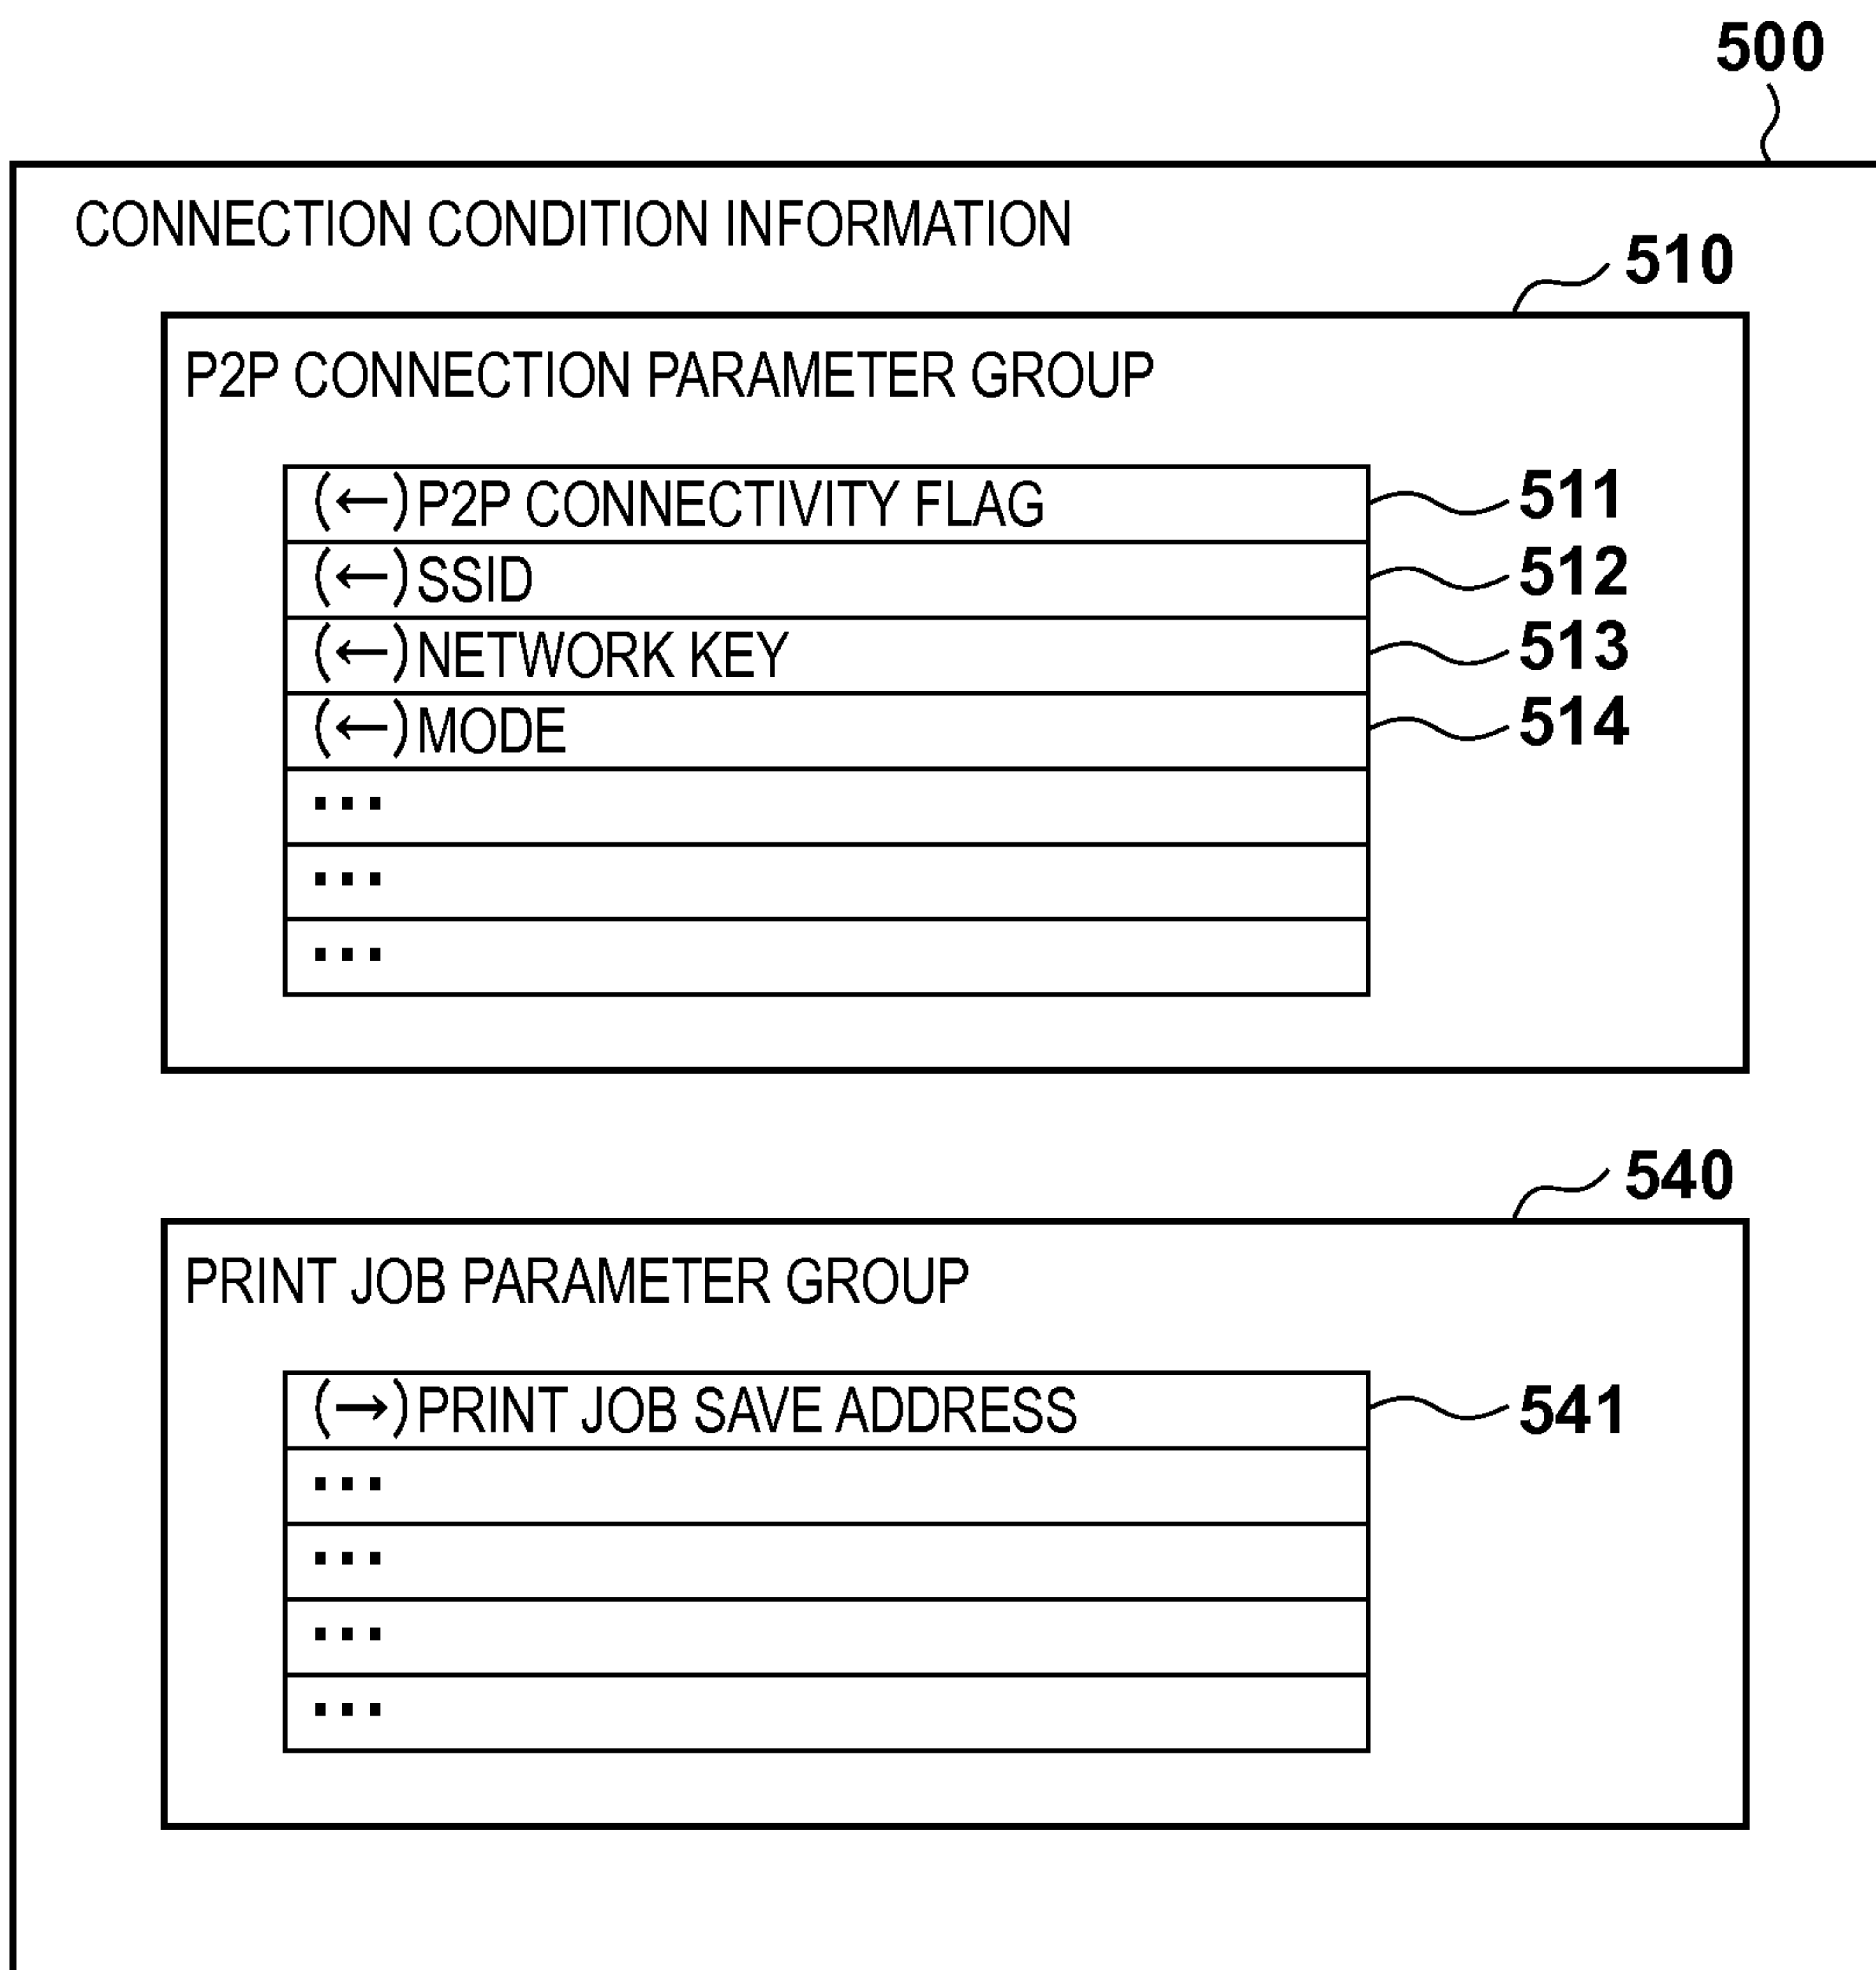 500
CONNECTION CONDITION INFORMATION
510
P2P CONNECTION PARAMETER GROUP
(←)P2P CONNECTIVITY FLAG 511
(←)SSID 512
(←)NETWORK KEY 513
(←)MODE 514
...
...
...
540
PRINT JOB PARAMETER GROUP
(→)PRINT JOB SAVE ADDRESS 541
...
...
...
...